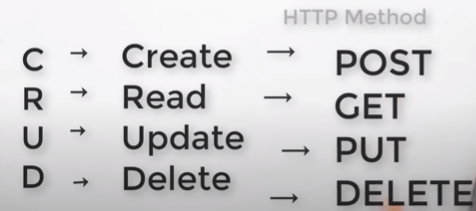 HTTP Method
C → Create → POST
R → Read → GET
U → Update → PUT
D → Delete → DELETE